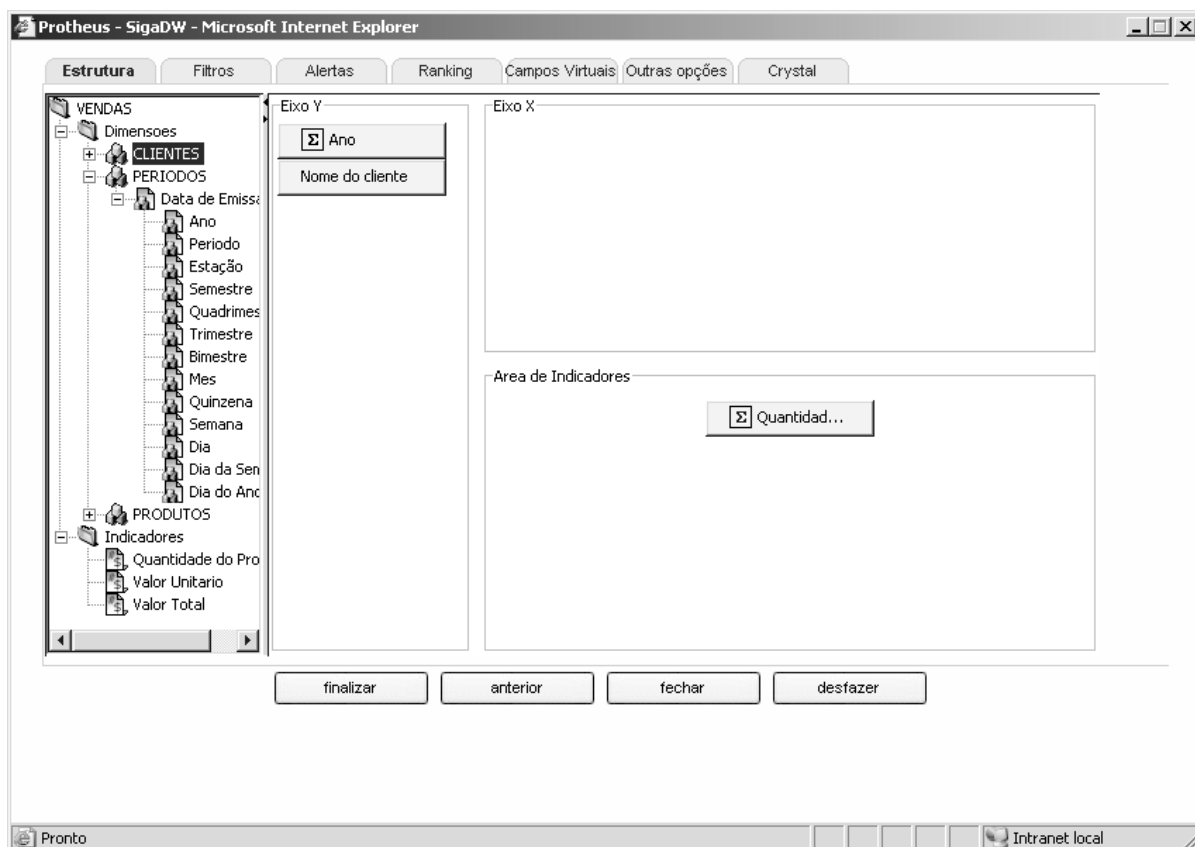 Protheus - SigaDW - Microsoft Internet Explorer
Estrutura Filtros Alertas Ranking Campos Virtuais Outras opções Crystal
VENDAS
Dimensoes
CLIENTES
PERIODOS
Data de Emissa
Ano
Periodo
Estação
Semestre
Quadrimes
Trimestre
Bimestre
Mes
Quinzena
Semana
Dia
Dia da Sem
Dia do Ano
PRODUTOS
Indicadores
Quantidade do Pro
Valor Unitario
Valor Total
Eixo Y
Σ Ano
Nome do cliente
Eixo X
Area de Indicadores
Σ Quantidad...
finalizar anterior fechar desfazer
Pronto Intranet local